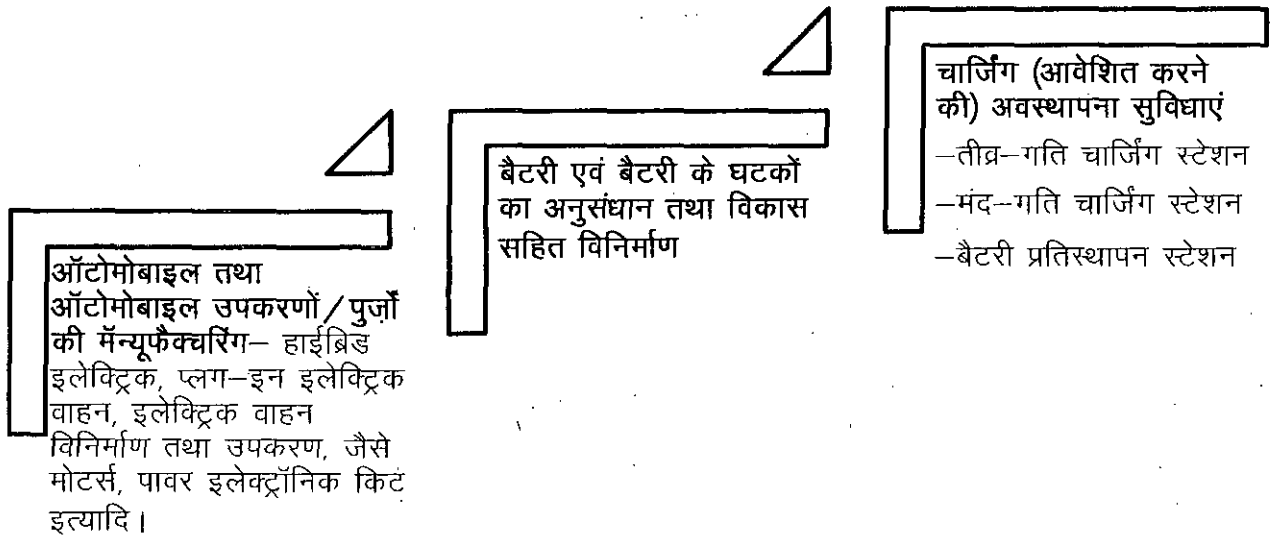 ऑटोमोबाइल तथा
ऑटोमोबाइल उपकरणों/पुर्ज़ों
की मॅन्यूफैक्चरिंग– हाईब्रिड
इलेक्ट्रिक, प्लग–इन इलेक्ट्रिक
वाहन, इलेक्ट्रिक वाहन
विनिर्माण तथा उपकरण, जैसे
मोटर्स, पावर इलेक्ट्रॉनिक किट
इत्यादि।
बैटरी एवं बैटरी के घटकों
का अनुसंधान तथा विकास
सहित विनिर्माण
चार्जिंग (आवेशित करने
की) अवस्थापना सुविधाएं
–तीव्र–गति चार्जिंग स्टेशन
–मंद–गति चार्जिंग स्टेशन
–बैटरी प्रतिस्थापन स्टेशन